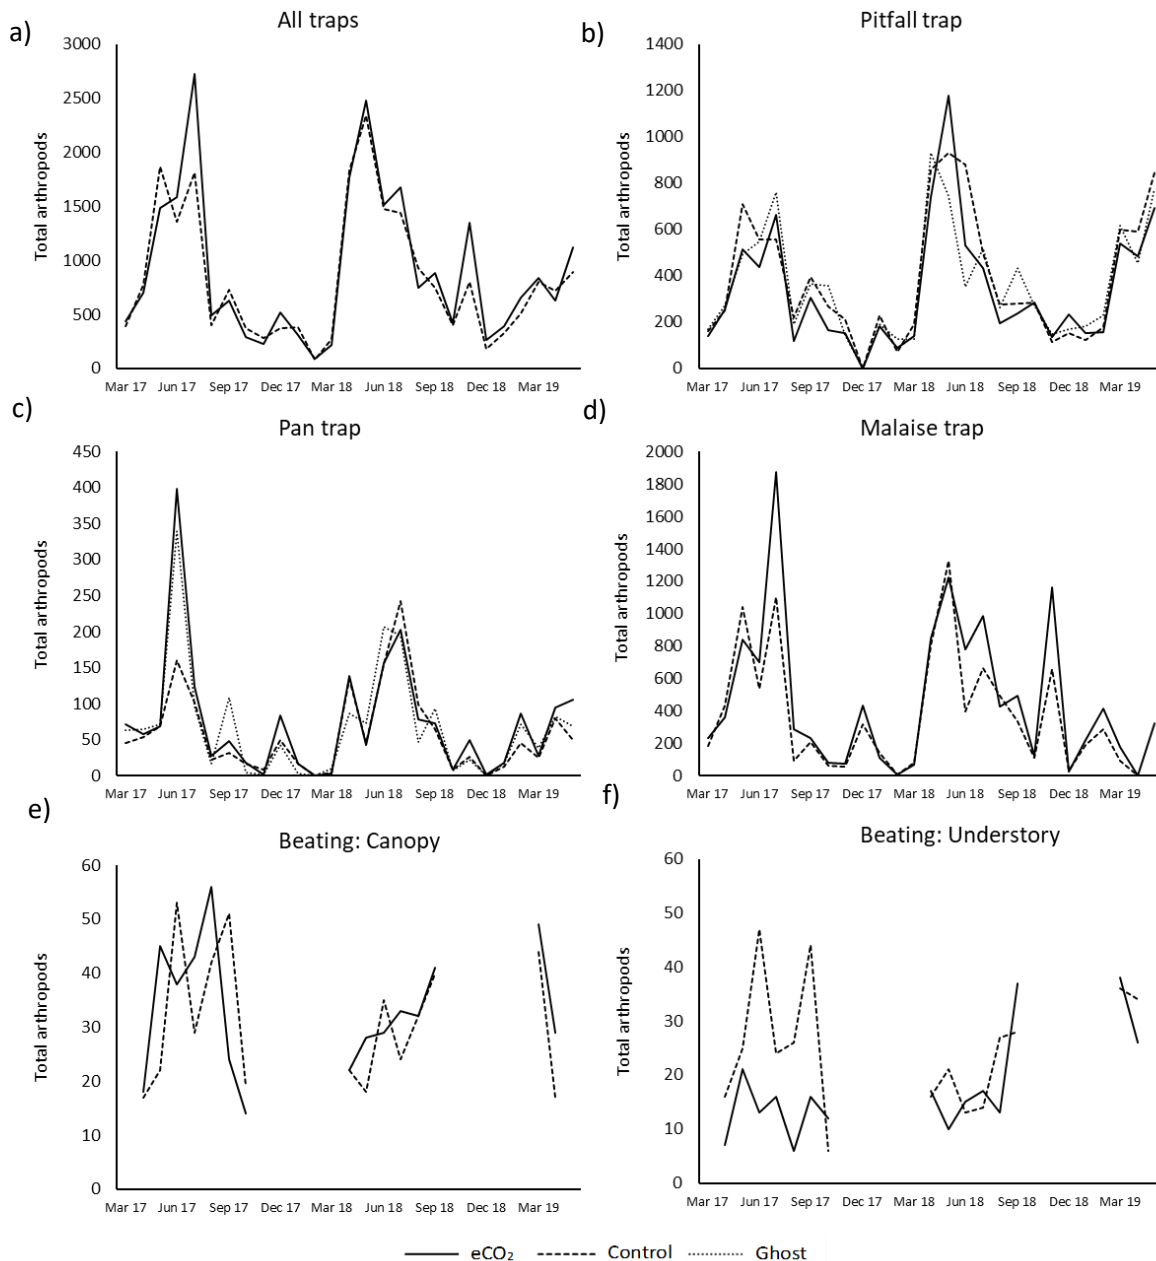 a)
All traps
Total arthropods
3000
2500
2000
1500
1000
500
0
Mar 17 Jun 17 Sep 17 Dec 17 Mar 18 Jun 18 Sep 18 Dec 18 Mar 19
b)
Pitfall trap
Total arthropods
1400
1200
1000
800
600
400
200
0
Mar 17 Jun 17 Sep 17 Dec 17 Mar 18 Jun 18 Sep 18 Dec 18 Mar 19
c)
Pan trap
Total arthropods
450
400
350
300
250
200
150
100
50
0
Mar 17 Jun 17 Sep 17 Dec 17 Mar 18 Jun 18 Sep 18 Dec 18 Mar 19
d)
Malaise trap
Total arthropods
2000
1800
1600
1400
1200
1000
800
600
400
200
0
Mar 17 Jun 17 Sep 17 Dec 17 Mar 18 Jun 18 Sep 18 Dec 18 Mar 19
e)
Beating: Canopy
Total arthropods
60
50
40
30
20
10
0
Mar 17 Jun 17 Sep 17 Dec 17 Mar 18 Jun 18 Sep 18 Dec 18 Mar 19
f)
Beating: Understory
Total arthropods
60
50
40
30
20
10
0
Mar 17 Jun 17 Sep 17 Dec 17 Mar 18 Jun 18 Sep 18 Dec 18 Mar 19
eCO₂ Control Ghost